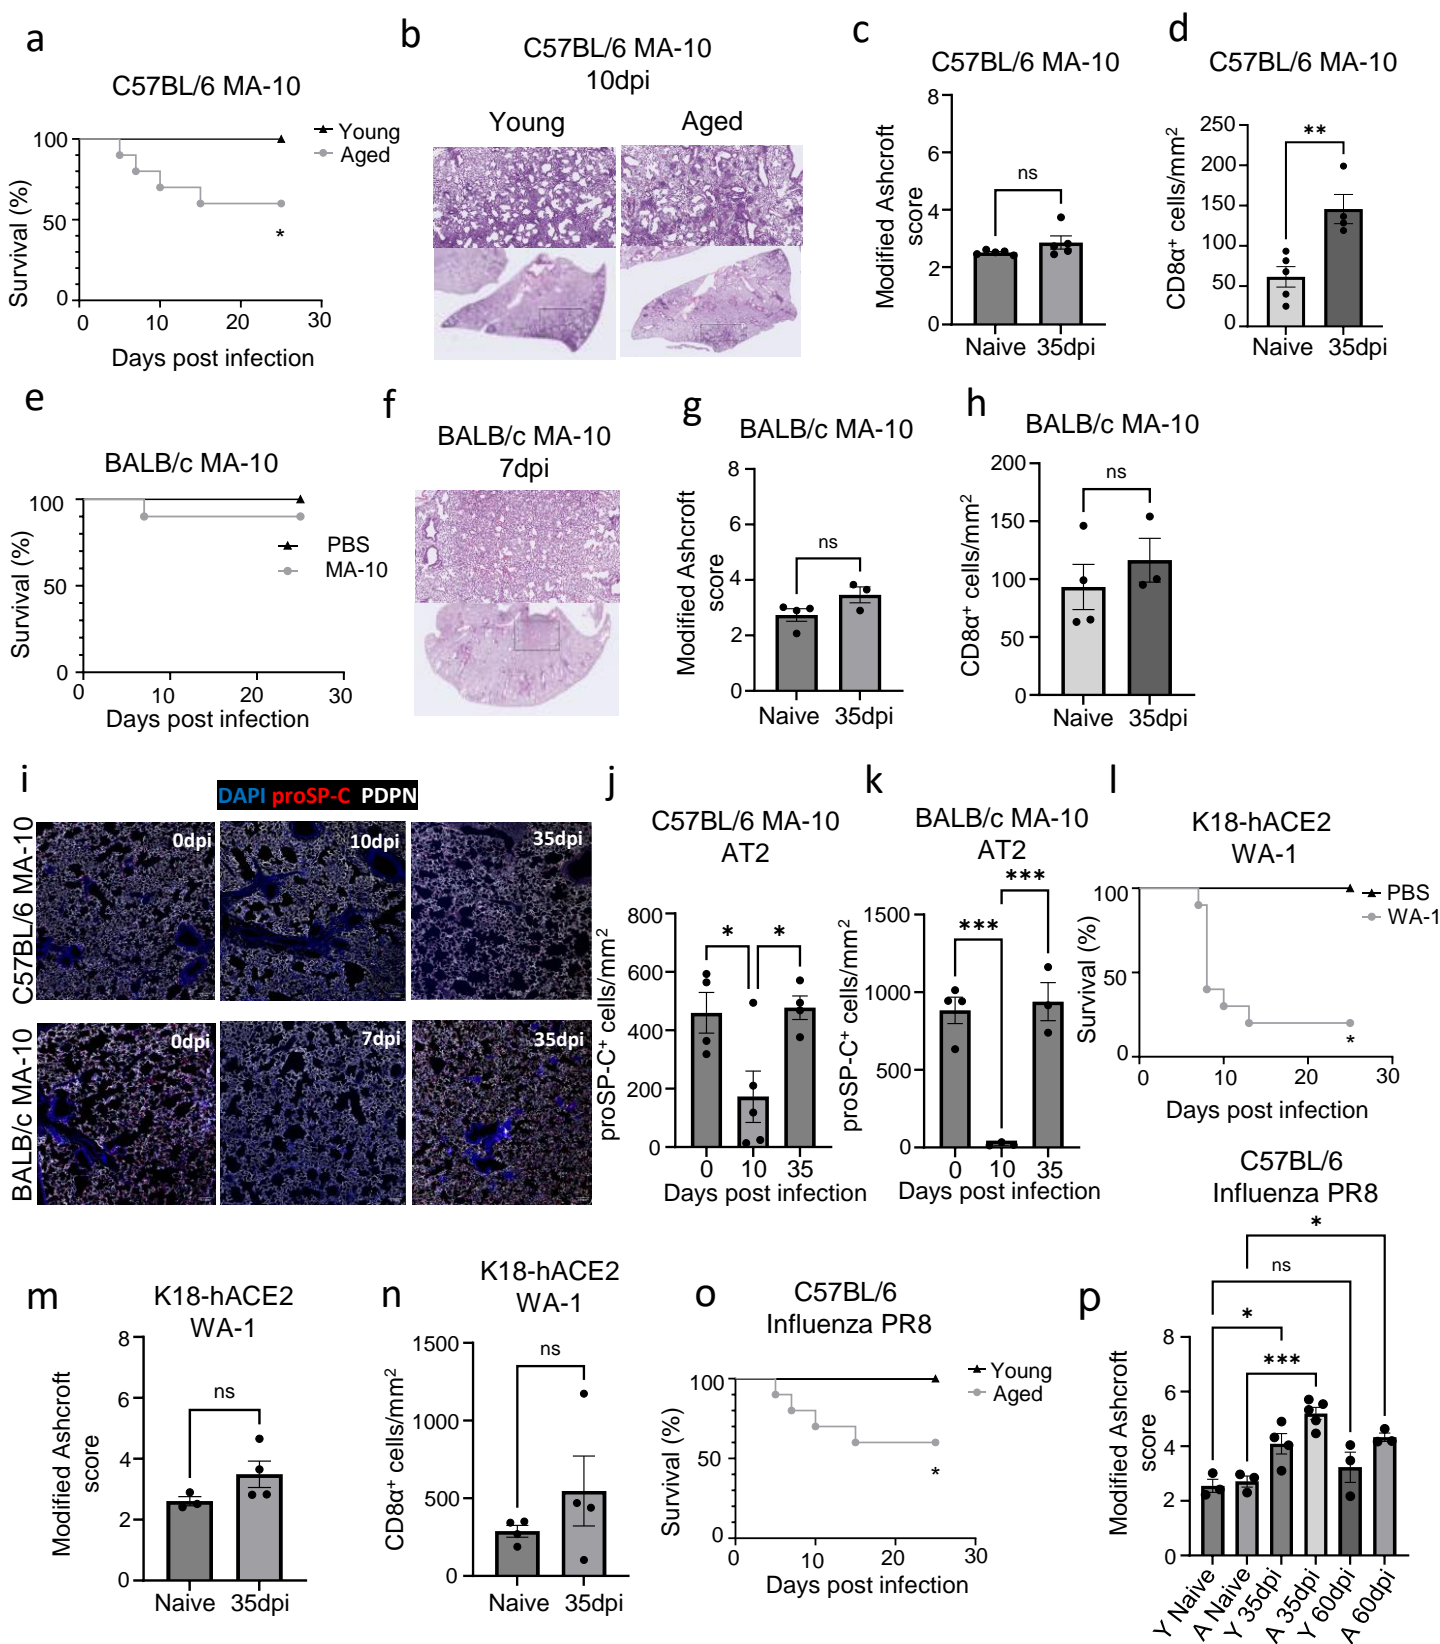 a
C57BL/6 MA-10
Young
Aged
Survival (%)
100
50
0
*
0 10 20 30
Days post infection
b
C57BL/6 MA-10
10dpi
Young Aged
c
C57BL/6 MA-10
Modified Ashcroft
score
8
6
4
2
0
ns
Naive 35dpi
d
C57BL/6 MA-10
CD8α⁺ cells/mm²
250
200
150
100
50
0
**
Naive 35dpi
e
BALB/c MA-10
Survival (%)
100
50
0
PBS
MA-10
0 10 20 30
Days post infection
f
BALB/c MA-10
7dpi
g
BALB/c MA-10
Modified Ashcroft
score
8
6
4
2
0
ns
Naive 35dpi
h
BALB/c MA-10
CD8α⁺ cells/mm²
200
150
100
50
0
ns
Naive 35dpi
i
DAPI proSP-C PDPN
C57BL/6 MA-10
0dpi 10dpi 35dpi
BALB/c MA-10
0dpi 7dpi 35dpi
j
C57BL/6 MA-10
AT2
proSP-C⁺ cells/mm²
800
600
400
200
0
* *
0 10 35
Days post infection
k
BALB/c MA-10
AT2
proSP-C⁺ cells/mm²
1500
1000
500
0
***
***
0 10 35
Days post infection
l
K18-hACE2
WA-1
PBS
WA-1
Survival (%)
100
50
0
*
0 10 20 30
Days post infection
m
K18-hACE2
WA-1
Modified Ashcroft
score
8
6
4
2
0
ns
Naive 35dpi
n
K18-hACE2
WA-1
CD8α⁺ cells/mm²
1500
1000
500
0
ns
Naive 35dpi
o
C57BL/6
Influenza PR8
Young
Aged
Survival (%)
100
50
0
*
0 10 20 30
Days post infection
p
C57BL/6
Influenza PR8
Modified Ashcroft
score
8
6
4
2
0
*
ns
*
***
Y Naive
A Naive
Y 35dpi
A 35dpi
Y 60dpi
A 60dpi